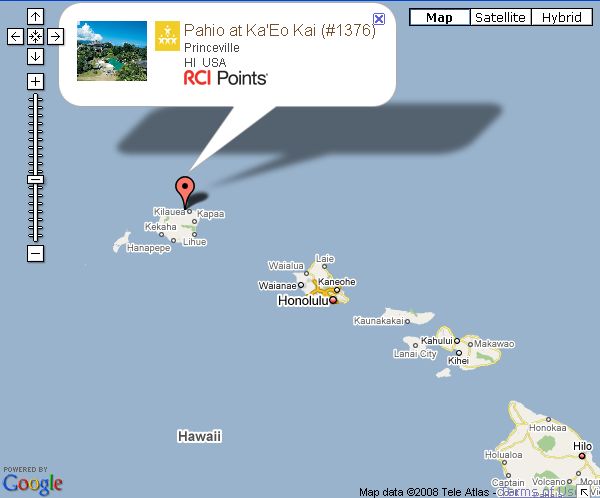 Pahio at Ka'Eo Kai (#1376)
Princeville
HI USA
RCI Points
Map
Satellite
Hybrid
Kilauea
Kapaa
Kekaha
Hanapepe
Lihue
Waialua
Laie
Waianae
Kaneohe
Honolulu
Kaunakakai
Lanai City
Kahului
Makawao
Kihei
Hawaii
Honokaa
Holualoa
Hilo
Captain
Volcano
POWERED BY
Google
Map data ©2008 Tele Atlas - Terms of Use